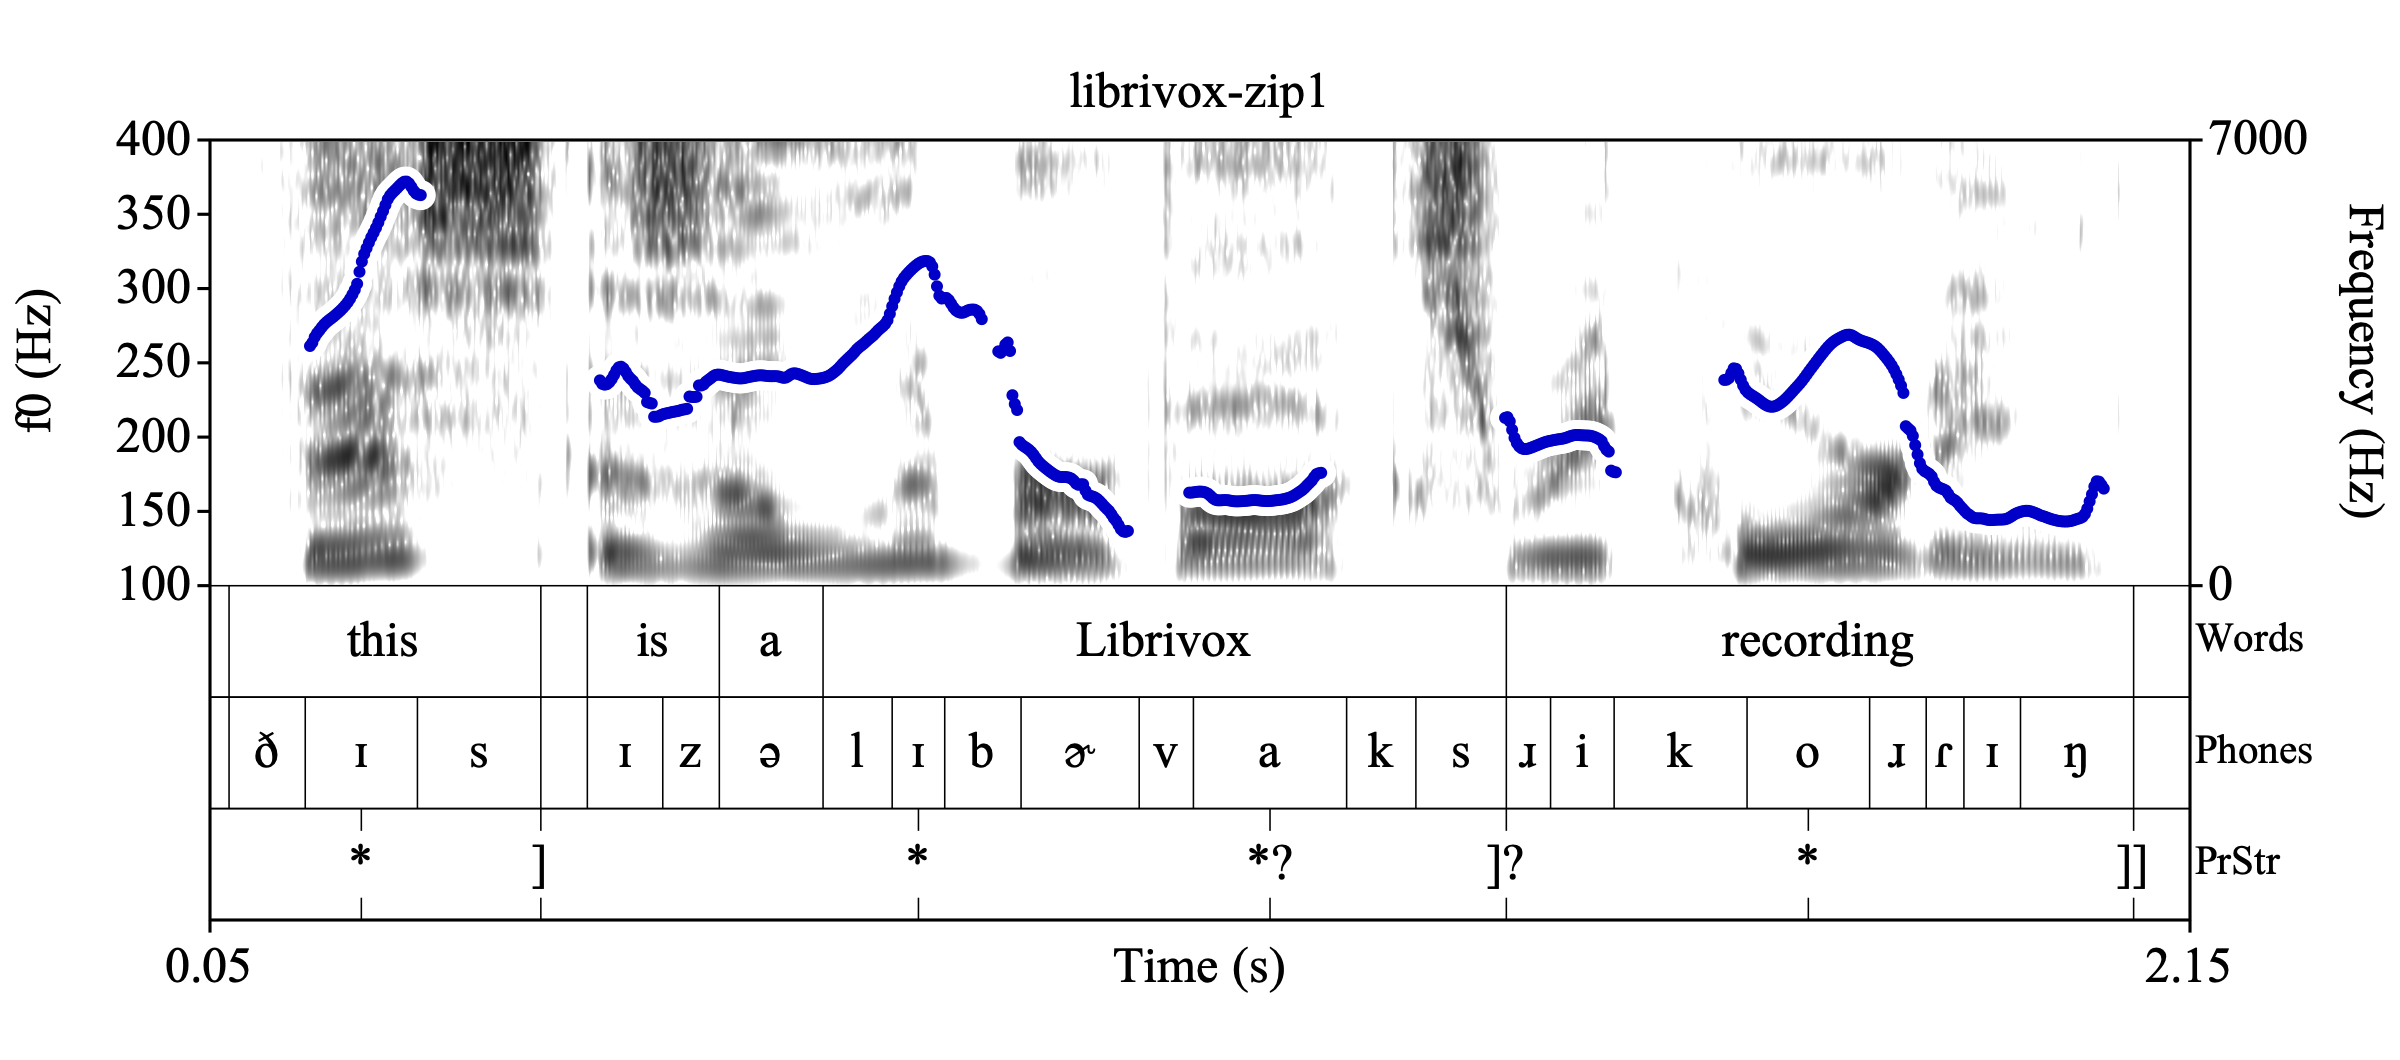 librivox-zip1
400 7000
350
300
250
200
150
100 0
f0 (Hz)
Frequency (Hz)
this is a Librivox recording Words
ð ɪ s ɪ z ə l ɪ b ɚ v a k s ɹ i k o ɹ ɾ ɪ ŋ Phones
* ] * *? ]? * ]] PrStr
0.05 Time (s) 2.15